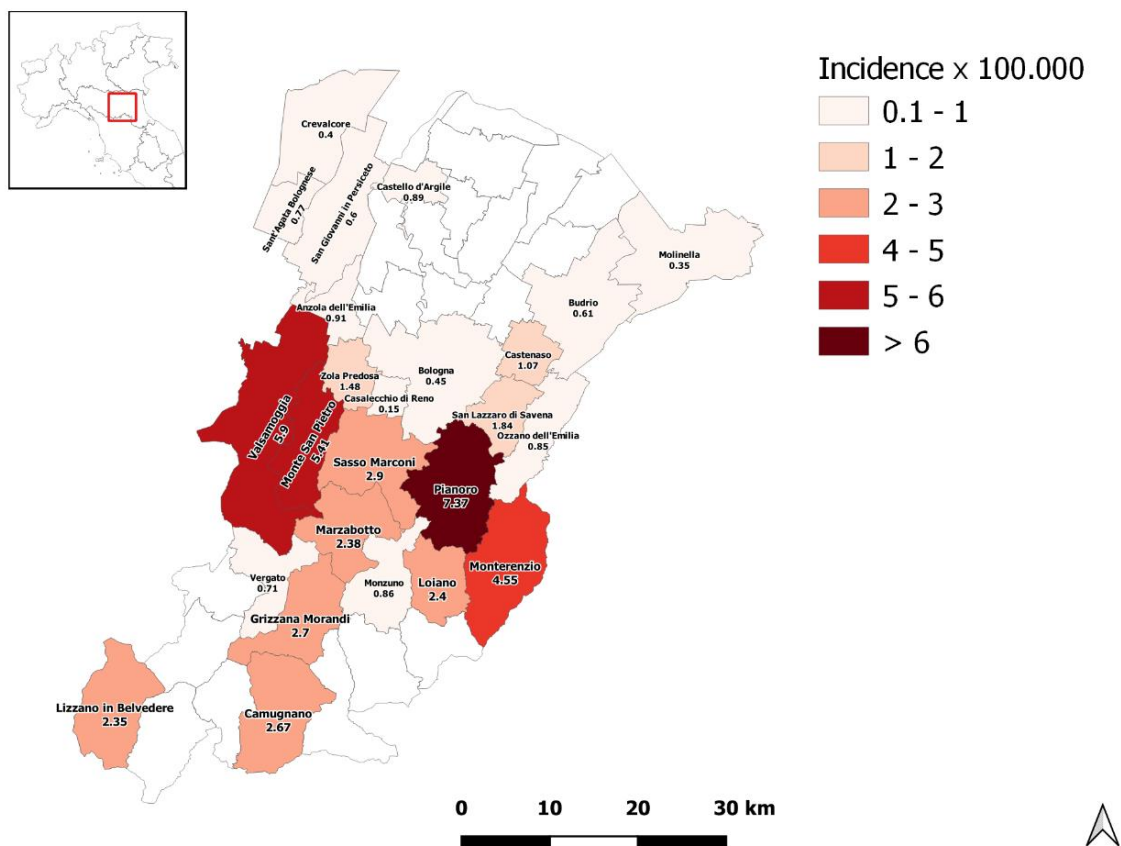 Incidence x 100.000
0.1 - 1
1 - 2
2 - 3
4 - 5
5 - 6
> 6
Crevalcore
0.4
Sant'Agata Bolognese
0.77
San Giovanni in Persiceto
0.6
Castello d'Argile
0.89
Molinella
0.35
Budrio
0.61
Anzola dell'Emilia
0.91
Bologna
0.45
Castenaso
1.07
Zola Predosa
1.48
Casalecchio di Reno
0.15
San Lazzaro di Savena
1.84
Ozzano dell'Emilia
0.85
Valsamoggia
5.9
Monte San Pietro
5.41
Sasso Marconi
2.9
Pianoro
7.37
Marzabotto
2.38
Monterenzio
4.55
Vergato
0.71
Monzuno
0.86
Loiano
2.4
Grizzana Morandi
2.7
Lizzano in Belvedere
2.35
Camugnano
2.67
0 10 20 30 km